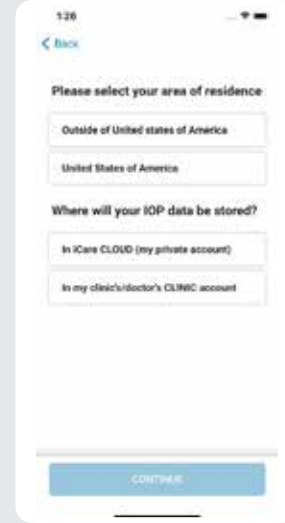 1:26
Back
Please select your area of residence
Outside of United states of America
United States of America
Where will your IOP data be stored?
In iCare CLOUD (my private account)
In my clinic's/doctor's CLINIC account
CONTINUE